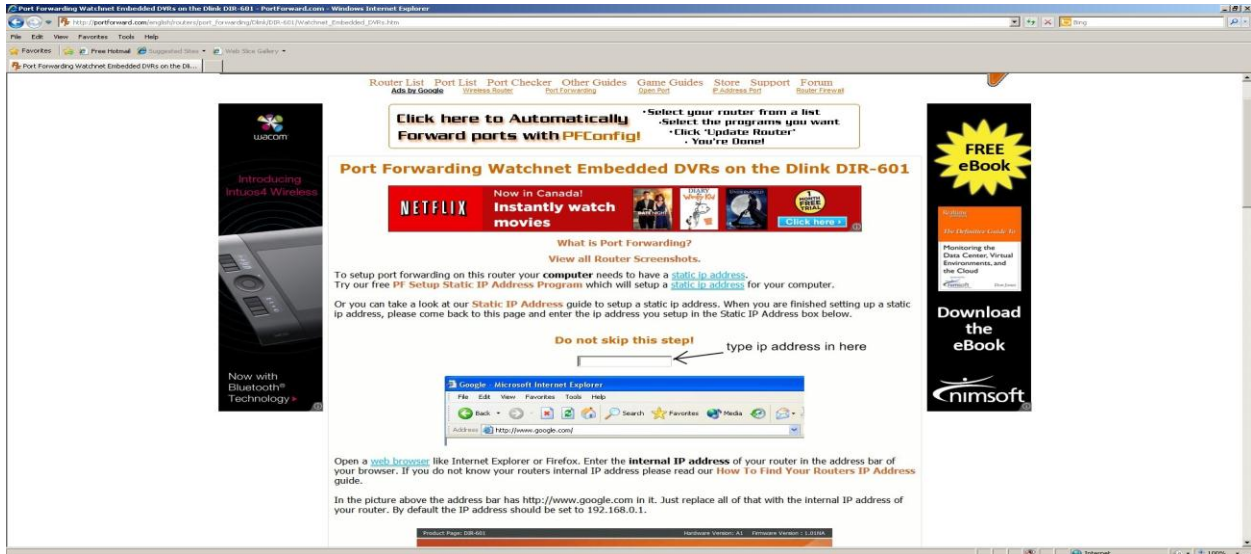 Port Forwarding Watchnet Embedded DVRs on the Dlink DIR-601 - PortForward.com - Windows Internet Explorer
http://portforward.com/english/routers/port_forwarding/Dlink/DIR-601/Watchnet_Embedded_DVRs.htm
Bing
File Edit View Favorites Tools Help
Favorites Free Hotmail Suggested Sites Web Slice Gallery
Port Forwarding Watchnet Embedded DVRs on the Dli...
Router List Port List Port Checker Other Guides Game Guides Store Support Forum
Ads by Google Wireless Router Port Forwarding Open Port IP Address Port Router Firewall
Click here to Automatically
Forward ports with PFConfig!
·Select your router from a list
·Select the programs you want
·Click 'Update Router'
· You're Done!
wacom
Introducing
Intuos4 Wireless
Now with
Bluetooth®
Technology
Port Forwarding Watchnet Embedded DVRs on the Dlink DIR-601
NETFLIX
Now in Canada!
Instantly watch
movies
DATE NIGHT
DIARY
Wimpy Kid
1
MONTH
FREE
TRIAL
Click here
What is Port Forwarding?
View all Router Screenshots.
To setup port forwarding on this router your computer needs to have a static ip address.
Try our free PF Setup Static IP Address Program which will setup a static ip address for your computer.
Or you can take a look at our Static IP Address guide to setup a static ip address. When you are finished setting up a static
ip address, please come back to this page and enter the ip address you setup in the Static IP Address box below.
Do not skip this step!
type ip address in here
Google - Microsoft Internet Explorer
File Edit View Favorites Tools Help
Back Search Favorites Media
Address http://www.google.com/
Open a web browser like Internet Explorer or Firefox. Enter the internal IP address of your router in the address bar of
your browser. If you do not know your routers internal IP address please read our How To Find Your Routers IP Address
guide.
In the picture above the address bar has http://www.google.com in it. Just replace all of that with the internal IP address of
your router. By default the IP address should be set to 192.168.0.1.
Product Page: DIR-601 Hardware Version: A1 Firmware Version : 1.01NA
FREE
eBook
The Definitive Guide To
Monitoring the
Data Center, Virtual
Environments, and
the Cloud
nimsoft
Download
the
eBook
nimsoft
Internet
100%